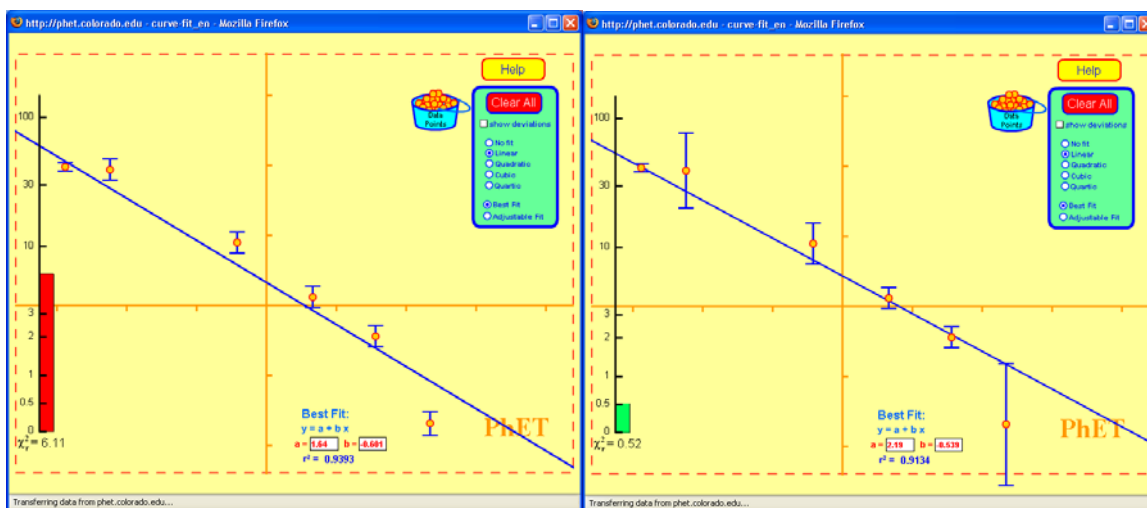 http://phet.colorado.edu - curve-fit_en - Mozilla Firefox
Help
Clear All
show deviations
No fit
Linear
Quadratic
Cubic
Quartic
Best Fit
Adjustable Fit
Data
Points
100
30
10
3
2
1
0.5
0
χr² = 6.11
Best Fit:
y = a + b x
a = 1.64 b = -0.601
r² = 0.9393
PhET
Transferring data from phet.colorado.edu...
http://phet.colorado.edu - curve-fit_en - Mozilla Firefox
Help
Clear All
show deviations
No fit
Linear
Quadratic
Cubic
Quartic
Best Fit
Adjustable Fit
Data
Points
100
30
10
3
2
1
0.5
0
χr² = 0.52
Best Fit:
y = a + b x
a = 2.19 b = -0.539
r² = 0.9134
PhET
Transferring data from phet.colorado.edu...